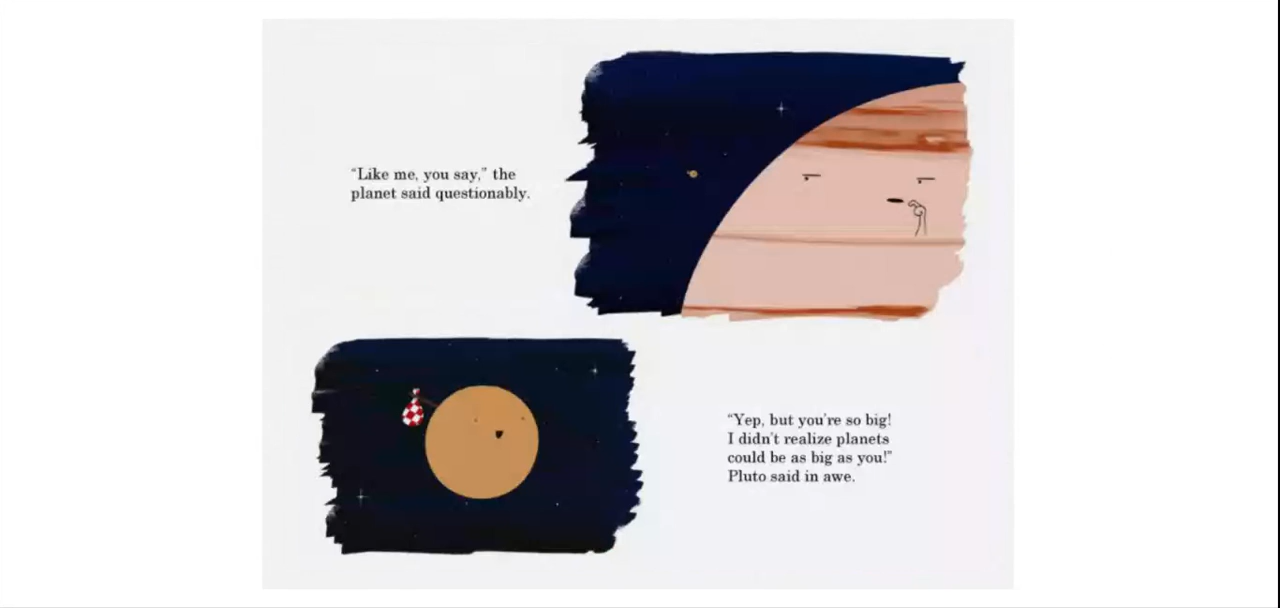 “Like me, you say,” the
planet said questionably.
“Yep, but you’re so big!
I didn’t realize planets
could be as big as you!”
Pluto said in awe.